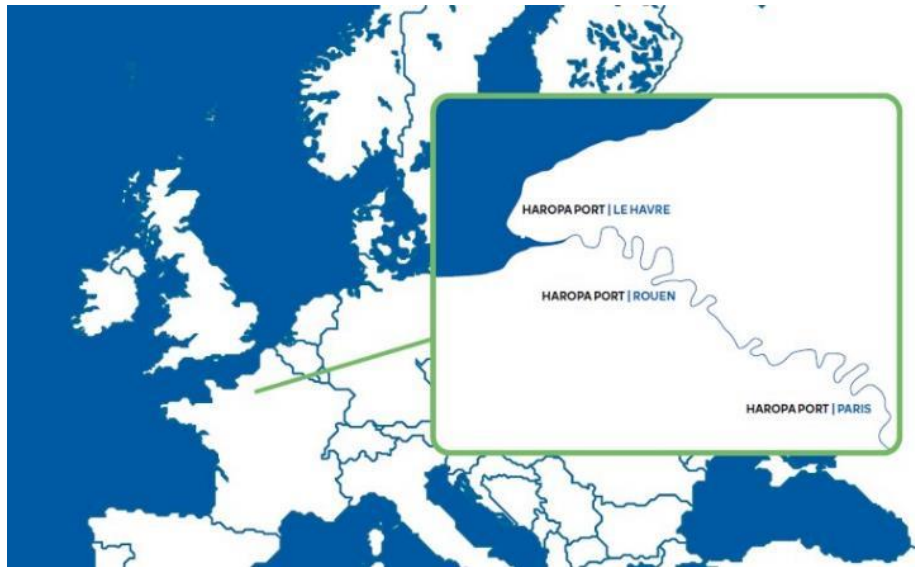 HAROPA PORT | LE HAVRE
HAROPA PORT | ROUEN
HAROPA PORT | PARIS